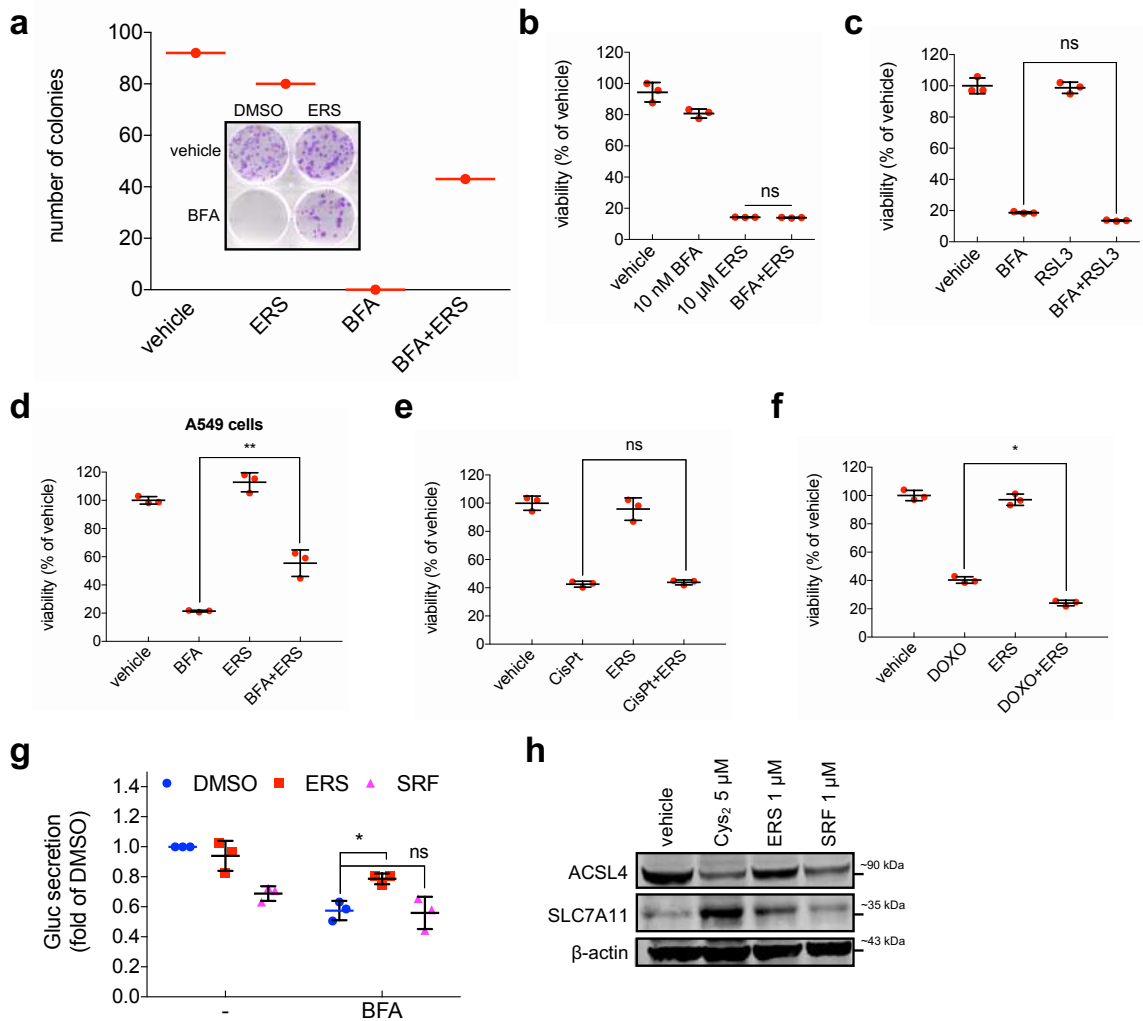 a
number of colonies
100
80
60
40
20
0
DMSO ERS
vehicle
BFA
vehicle
ERS
BFA
BFA+ERS
b
viability (% of vehicle)
120
100
80
60
40
20
0
ns
vehicle
10 nM BFA
10 µM ERS
BFA+ERS
c
viability (% of vehicle)
120
100
80
60
40
20
0
ns
vehicle
BFA
RSL3
BFA+RSL3
d
A549 cells
**
viability (% of vehicle)
120
100
80
60
40
20
0
vehicle
BFA
ERS
BFA+ERS
e
ns
viability (% of vehicle)
120
100
80
60
40
20
0
vehicle
CisPt
ERS
CisPt+ERS
f
*
viability (% of vehicle)
120
100
80
60
40
20
0
vehicle
DOXO
ERS
DOXO+ERS
g
DMSO ERS SRF
Gluc secretion
(fold of DMSO)
1.4
1.2
1.0
0.8
0.6
0.4
0.2
0.0
*
ns
- BFA
h
vehicle
Cys₂ 5 µM
ERS 1 µM
SRF 1 µM
ACSL4 ~90 kDa
SLC7A11 ~35 kDa
β-actin ~43 kDa